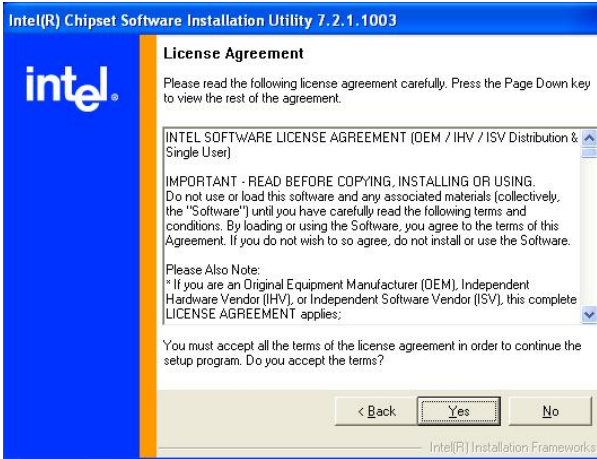 Intel(R) Chipset Software Installation Utility 7.2.1.1003
intel.
License Agreement
Please read the following license agreement carefully. Press the Page Down key
to view the rest of the agreement.
INTEL SOFTWARE LICENSE AGREEMENT (OEM / IHV / ISV Distribution &
Single User)
IMPORTANT - READ BEFORE COPYING, INSTALLING OR USING.
Do not use or load this software and any associated materials (collectively,
the "Software") until you have carefully read the following terms and
conditions. By loading or using the Software, you agree to the terms of this
Agreement. If you do not wish to so agree, do not install or use the Software.
Please Also Note:
* If you are an Original Equipment Manufacturer (OEM), Independent
Hardware Vendor (IHV), or Independent Software Vendor (ISV), this complete
LICENSE AGREEMENT applies;
You must accept all the terms of the license agreement in order to continue the
setup program. Do you accept the terms?
< Back Yes No
Intel(R) Installation Frameworks